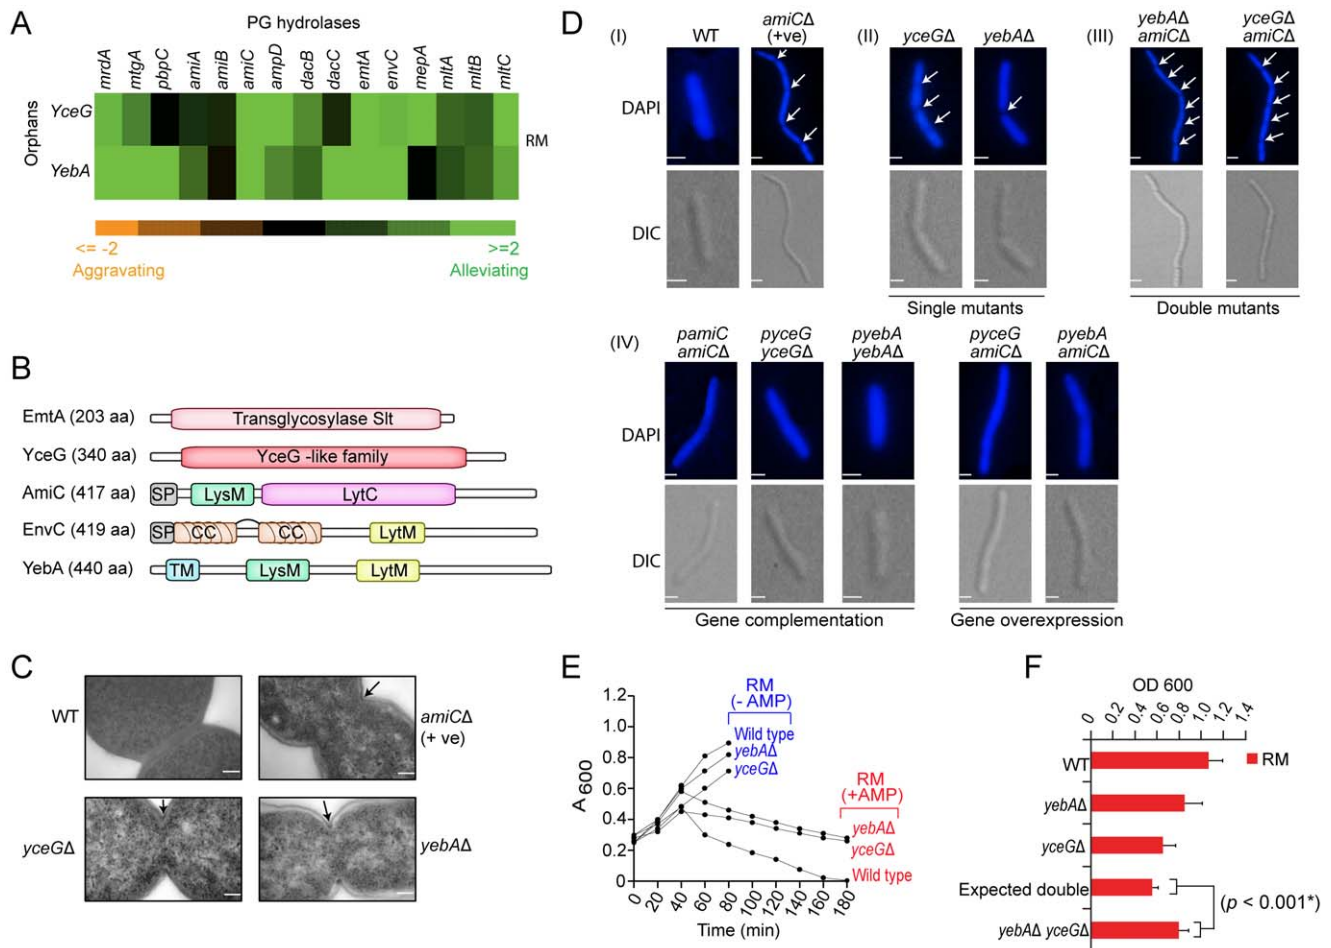 A
PG hydrolases
mrdA mtgA pbpC amiA amiB amiC ampD dacB dacC emtA envC mepA mltA mltB mltC
Orphans
YceG
YebA
RM
<= -2
>=2
Aggravating
Alleviating
B
EmtA (203 aa)
Transglycosylase Slt
YceG (340 aa)
YceG -like family
AmiC (417 aa)
SP LysM LytC
EnvC (419 aa)
SP CC CC LytM
YebA (440 aa)
TM LysM LytM
C
WT
amiCΔ
(+ ve)
yceGΔ
yebAΔ
D
(I)
WT
amiCΔ
(+ve)
(II)
yceGΔ
yebAΔ
(III)
yebAΔ
amiCΔ
yceGΔ
amiCΔ
DAPI
DIC
Single mutants
Double mutants
(IV)
pamiC
amiCΔ
pyceG
yceGΔ
pyebA
yebAΔ
pyceG
amiCΔ
pyebA
amiCΔ
DAPI
DIC
Gene complementation
Gene overexpression
E
A 600
1.2
1.0
0.8
0.6
0.4
0.2
0
0 20 40 60 80 100 120 140 160 180
Time (min)
RM
(- AMP)
Wild type
yebAΔ
yceGΔ
RM
(+AMP)
yebAΔ
yceGΔ
Wild type
F
OD 600
0 0.2 0.4 0.6 0.8 1.0 1.2 1.4
RM
WT
yebAΔ
yceGΔ
Expected double
yebAΔ yceGΔ
(p < 0.001*)